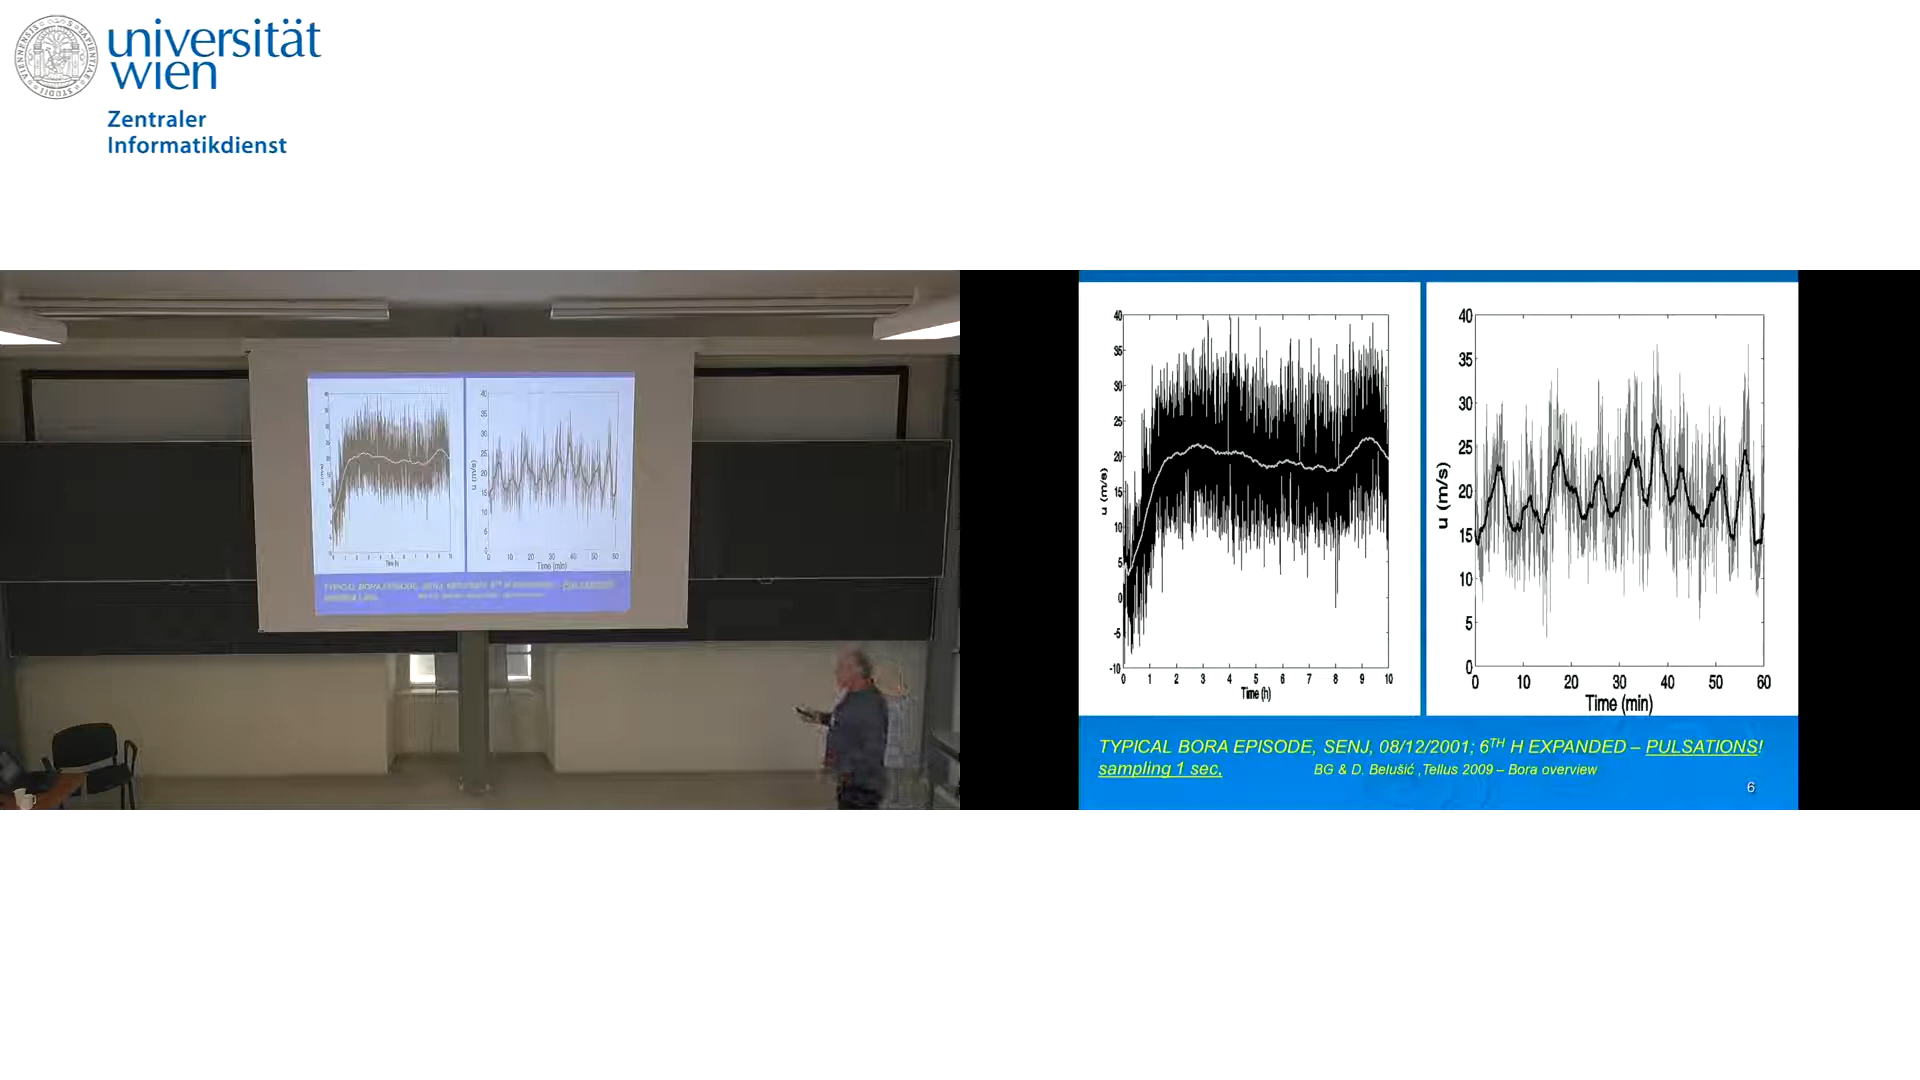 universität
wien
Zentraler
Informatikdienst
40
35
30
25
20
15
10
5
0
-5
-10
u (m/s)
0 1 2 3 4 5 6 7 8 9 10
Time (h)
40
35
30
25
20
15
10
5
0
u (m/s)
0 10 20 30 40 50 60
Time (min)
TYPICAL BORA EPISODE, SENJ, 08/12/2001; 6TH H EXPANDED – PULSATIONS!
sampling 1 sec, BG & D. Belušić ,Tellus 2009 – Bora overview
6